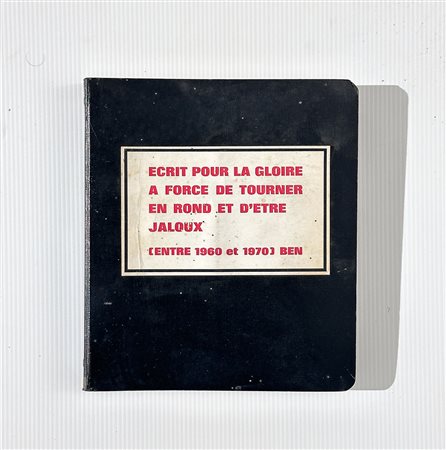 ECRIT POUR LA GLOIRE
A FORCE DE TOURNER
EN ROND ET D'ETRE
JALOUX
(ENTRE 1960 et 1970) BEN